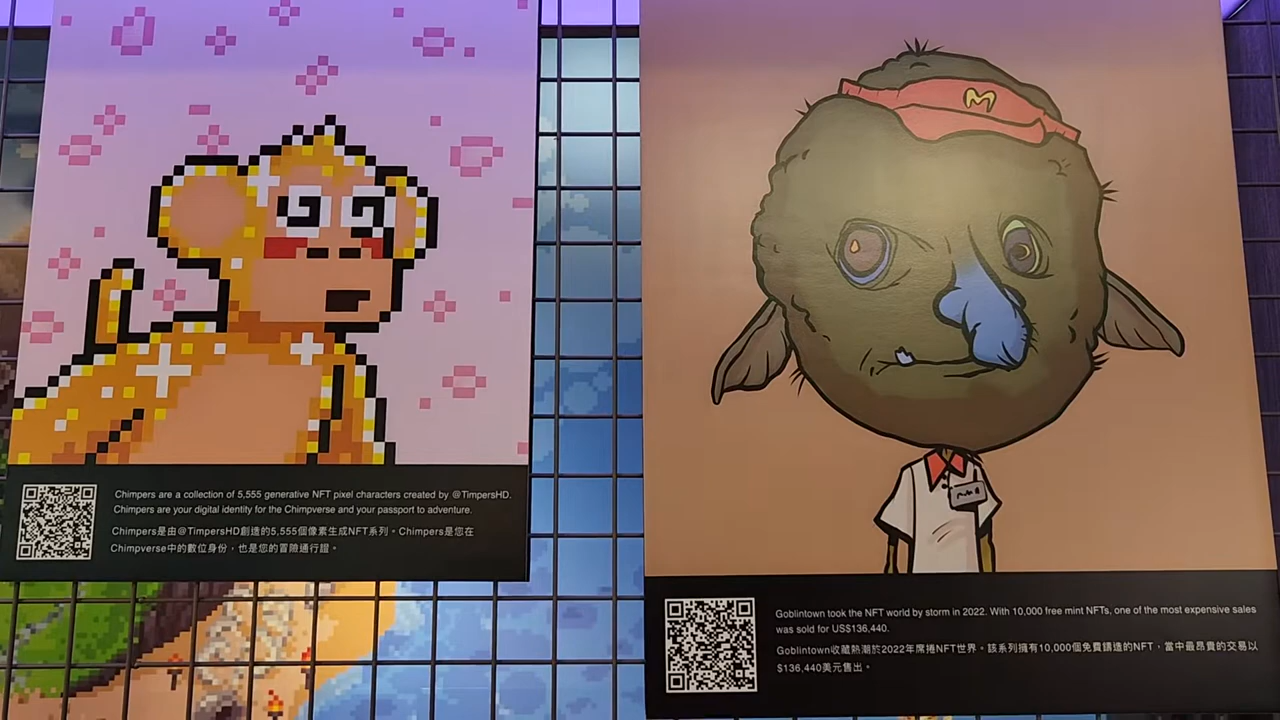 Chimpers are a collection of 5,555 generative NFT pixel characters created by @TimpersHD.
Chimpers are your digital identity for the Chimpverse and your passport to adventure.
Chimpers是由@TimpersHD創造的5,555個像素生成NFT系列。Chimpers是您在
Chimpverse中的數位身份，也是您的冒險通行證。
M
Goblintown took the NFT world by storm in 2022. With 10,000 free mint NFTs, one of the most expensive sales
was sold for US$136,440.
Goblintown收藏熱潮於2022年席捲NFT世界。該系列擁有10,000個免費鑄造的NFT，當中最昂貴的交易以
$136,440美元售出。